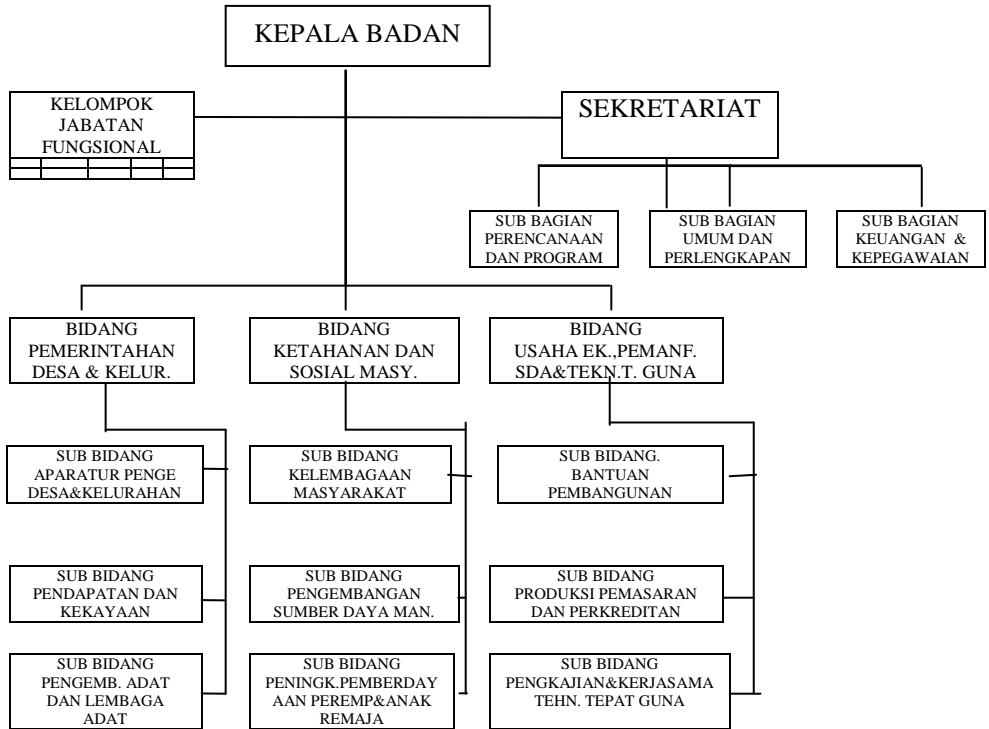 KEPALA BADAN
KELOMPOK
JABATAN
FUNGSIONAL
SEKRETARIAT
SUB BAGIAN
PERENCANAAN
DAN PROGRAM
SUB BAGIAN
UMUM DAN
PERLENGKAPAN
SUB BAGIAN
KEUANGAN &
KEPEGAWAIAN
BIDANG
PEMERINTAHAN
DESA & KELUR.
BIDANG
KETAHANAN DAN
SOSIAL MASY.
BIDANG
USAHA EK.,PEMANF.
SDA&TEKN.T. GUNA
SUB BIDANG
APARATUR PENGE
DESA&KELURAHAN
SUB BIDANG
KELEMBAGAAN
MASYARAKAT
SUB BIDANG.
BANTUAN
PEMBANGUNAN
SUB BIDANG
PENDAPATAN DAN
KEKAYAAN
SUB BIDANG
PENGEMBANGAN
SUMBER DAYA MAN.
SUB BIDANG
PRODUKSI PEMASARAN
DAN PERKREDITAN
SUB BIDANG
PENGEMB. ADAT
DAN LEMBAGA
ADAT
SUB BIDANG
PENINGK.PEMBERDAY
AAN PEREMP&ANAK
REMAJA
SUB BIDANG
PENGKAJIAN&KERJASAMA
TEHN. TEPAT GUNA